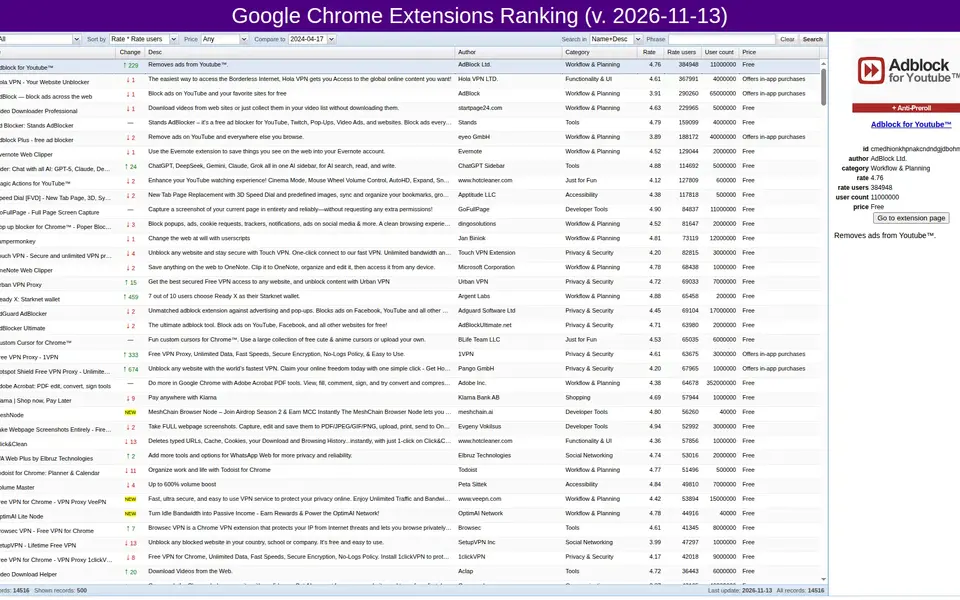 Google Chrome Extensions Ranking (v. 2026-11-13)
All Sort by Rate * Rate users Price Any Compare to 2024-04-17 Search in Name+Desc Phrase Clear Search
Change Desc Author Category Rate Rate users User count Price
dblock for Youtube™ ↑ 229 Removes ads from Youtube™. AdBlock Ltd. Workflow & Planning 4.76 384948 11000000 Free
ola VPN - Your Website Unblocker ↓ 1 The easiest way to access the Borderless Internet, Hola VPN gets you Access to the global online content you want! Hola VPN LTD. Functionality & UI 4.61 367991 4000000 Offers in-app purchases
dBlock — block ads across the web ↓ 1 Block ads on YouTube and your favorite sites for free AdBlock Workflow & Planning 3.91 290260 65000000 Offers in-app purchases
ideo Downloader Professional ↓ 1 Download videos from web sites or just collect them in your video list without downloading them. startpage24.com Workflow & Planning 4.63 229965 5000000 Free
d Blocker: Stands AdBlocker — Stands AdBlocker – it's a free ad blocker for YouTube, Twitch, Pop-Ups, Video Ads, and websites. Block ads every... Stands Tools 4.79 159099 4000000 Free
dblock Plus - free ad blocker ↓ 2 Remove ads on YouTube and everywhere else you browse. eyeo GmbH Workflow & Planning 3.89 188172 40000000 Offers in-app purchases
vernote Web Clipper ↓ 1 Use the Evernote extension to save things you see on the web into your Evernote account. Evernote Workflow & Planning 4.52 129044 2000000 Free
der: Chat with all AI: GPT-5, Claude, De... ↑ 24 ChatGPT, DeepSeek, Gemini, Claude, Grok all in one AI sidebar, for AI search, read, and write. ChatGPT Sidebar Tools 4.88 114692 5000000 Free
agic Actions for YouTube™ ↓ 2 Enhance your YouTube watching experience! Cinema Mode, Mouse Wheel Volume Control, AutoHD, Expand, Sn... www.hotcleaner.com Just for Fun 4.12 127809 600000 Free
peed Dial [FVD] - New Tab Page, 3D, Sy... ↓ 2 New Tab Page Replacement with 3D Speed Dial and predefined images, sync and organize your bookmarks, gro... Apptitude LLC Accessibility 4.38 117818 500000 Free
oFullPage - Full Page Screen Capture — Capture a screenshot of your current page in entirety and reliably—without requesting any extra permissions! GoFullPage Developer Tools 4.90 84837 11000000 Free
op up blocker for Chrome™ - Poper Bloc... ↓ 3 Block popups, ads, cookie requests, trackers, notifications, ads on social media & more. A clean browsing experie... dingosolutions Workflow & Planning 4.52 81647 2000000 Free
ampermonkey ↓ 1 Change the web at will with userscripts Jan Biniok Workflow & Planning 4.81 73119 12000000 Free
ouch VPN - Secure and unlimited VPN pr... ↓ 4 Unblock any website and stay secure with Touch VPN. One-click connect to our fast VPN. Unlimited bandwidth an... Touch VPN Extension Privacy & Security 4.20 82815 3000000 Free
neNote Web Clipper ↓ 2 Save anything on the web to OneNote. Clip it to OneNote, organize and edit it, then access it from any device. Microsoft Corporation Workflow & Planning 4.78 68438 1000000 Free
rban VPN Proxy ↑ 15 Get the best secured Free VPN access to any website, and unblock content with Urban VPN Urban VPN Privacy & Security 4.72 69033 7000000 Free
eady X: Starknet wallet ↑ 459 7 out of 10 users choose Ready X as their Starknet wallet. Argent Labs Workflow & Planning 4.88 65458 200000 Free
dGuard AdBlocker ↓ 2 Unmatched adblock extension against advertising and pop-ups. Blocks ads on Facebook, YouTube and all other ... Adguard Software Ltd Privacy & Security 4.45 69104 17000000 Free
dBlocker Ultimate ↓ 2 The ultimate adblock tool. Block ads on YouTube, Facebook, and all other websites for free! AdBlockUltimate.net Privacy & Security 4.71 63980 2000000 Free
ustom Cursor for Chrome™ — Fun custom cursors for Chrome™. Use a large collection of free cute & anime cursors or upload your own. BLife Team LLC Just for Fun 4.53 65035 6000000 Free
ree VPN Proxy - 1VPN ↑ 333 Free VPN Proxy, Unlimited Data, Fast Speeds, Secure Encryption, No-Logs Policy, & Easy To Use. 1VPN Privacy & Security 4.61 63675 3000000 Offers in-app purchases
otspot Shield Free VPN Proxy - Unlimite... ↑ 674 Unblock any website with the world's fastest VPN. Claim your online freedom today with one simple click - Get Ho... Pango GmbH Privacy & Security 4.20 67965 1000000 Offers in-app purchases
dobe Acrobat: PDF edit, convert, sign tools — Do more in Google Chrome with Adobe Acrobat PDF tools. View, fill, comment, sign, and try convert and compres... Adobe Inc. Workflow & Planning 4.38 64678 352000000 Free
larna | Shop now, Pay Later ↓ 9 Pay anywhere with Klarna Klarna Bank AB Shopping 4.69 57944 1000000 Free
eshNode NEW MeshChain Browser Node – Join Airdrop Season 2 & Earn MCC Instantly The MeshChain Browser Node lets you ... meshchain.ai Developer Tools 4.80 56260 40000 Free
ake Webpage Screenshots Entirely - Fire... ↓ 2 Take FULL webpage screenshots. Capture, edit and save them to PDF/JPEG/GIF/PNG, upload, print, send to On... Evgeny Vokilsus Developer Tools 4.94 52992 3000000 Free
lick&Clean ↓ 13 Deletes typed URLs, Cache, Cookies, your Download and Browsing History...instantly, with just 1-click on Click&C... www.hotcleaner.com Functionality & UI 4.36 57856 1000000 Free
A Web Plus by Elbruz Technologies ↑ 2 Add more tools and options for WhatsApp Web for more privacy and reliability. Elbruz Technologies Social Networking 4.74 53016 2000000 Free
odoist for Chrome: Planner & Calendar ↓ 11 Organize work and life with Todoist for Chrome Todoist Workflow & Planning 4.77 51496 500000 Free
olume Master ↓ 4 Up to 600% volume boost Peta Sittek Accessibility 4.84 49810 7000000 Free
ree VPN for Chrome - VPN Proxy VeePN NEW Fast, ultra secure, and easy to use VPN service to protect your privacy online. Enjoy Unlimited Traffic and Bandwi... www.veepn.com Workflow & Planning 4.42 53894 15000000 Free
ptimAI Lite Node NEW Turn Idle Bandwidth into Passive Income - Earn Rewards & Power the OptimAI Network! OptimAI Network Workflow & Planning 4.78 44916 40000 Free
rowsec VPN - Free VPN for Chrome ↑ 7 Browsec VPN is a Chrome VPN extension that protects your IP from Internet threats and lets you browse privately... Browsec Tools 4.61 41345 8000000 Free
etupVPN - Lifetime Free VPN ↓ 13 Unblock any blocked website in your country, school or company. It's free and easy to use. SetupVPN Inc Social Networking 3.99 47297 1000000 Free
ree VPN for Chrome - VPN Proxy 1clickV... ↓ 8 Free VPN for Chrome, Unlimited Data, Fast Speeds, Secure Encryption, No-Logs Policy. Install 1clickVPN to prot... 1clickVPN Privacy & Security 4.17 42018 9000000 Free
ideo Download Helper ↑ 20 Download Videos from the Web. Aclap Tools 4.72 36443 6000000 Free
rds: 14516 Shown records: 500 Last update: 2026-11-13 All records: 14516
Adblock
for Youtube™
+ Anti-Preroll
Adblock for Youtube™
id cmedhionkhpnakcndndgjdbohm
author AdBlock Ltd.
category Workflow & Planning
rate 4.76
rate users 384948
user count 11000000
price Free
Go to extension page
Removes ads from Youtube™.